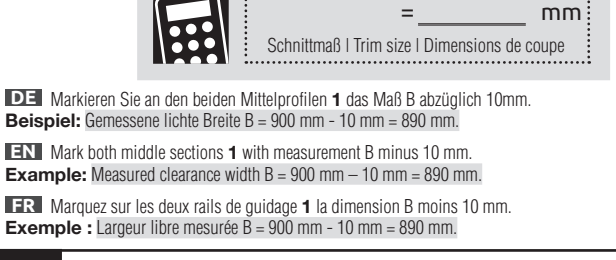 = __________ mm
Schnittmaß I Trim size I Dimensions de coupe
DE Markieren Sie an den beiden Mittelprofilen 1 das Maß B abzüglich 10mm.
Beispiel: Gemessene lichte Breite B = 900 mm - 10 mm = 890 mm.
EN Mark both middle sections 1 with measurement B minus 10 mm.
Example: Measured clearance width B = 900 mm – 10 mm = 890 mm.
FR Marquez sur les deux rails de guidage 1 la dimension B moins 10 mm.
Exemple : Largeur libre mesurée B = 900 mm - 10 mm = 890 mm.